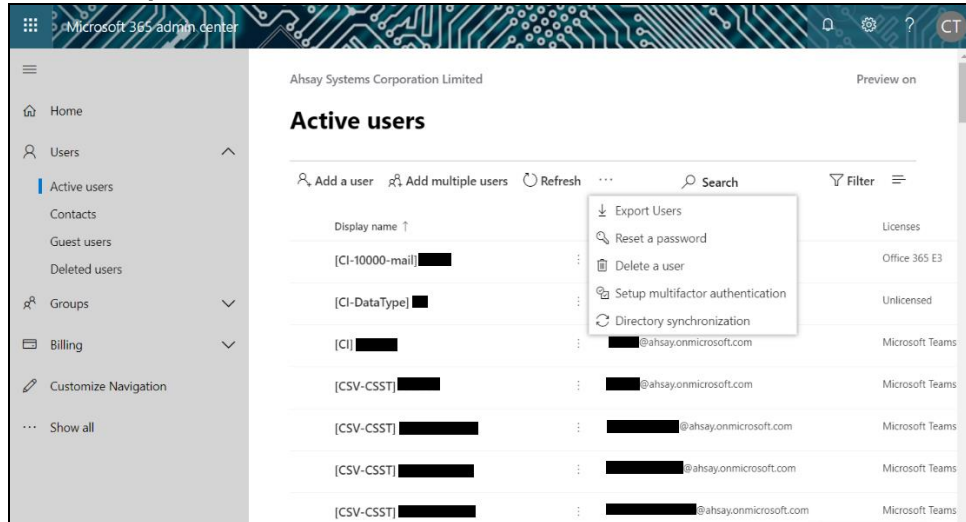 Microsoft 365 admin center ? CT
Ahsay Systems Corporation Limited Preview on
Home
Active users
Users
Add a user Add multiple users Refresh ... Search Filter
Active users
Contacts
Guest users
Deleted users
Groups
Billing
Customize Navigation
... Show all
Export Users
Reset a password
Delete a user
Setup multifactor authentication
Directory synchronization
Display name ↑ Licenses
[CI-10000-mail] Office 365 E3
[CI-DataType] Unlicensed
[CI] @ahsay.onmicrosoft.com Microsoft Teams
[CSV-CSST] @ahsay.onmicrosoft.com Microsoft Teams
[CSV-CSST] @ahsay.onmicrosoft.com Microsoft Teams
[CSV-CSST] @ahsay.onmicrosoft.com Microsoft Teams
[CSV-CSST] @ahsay.onmicrosoft.com Microsoft Teams